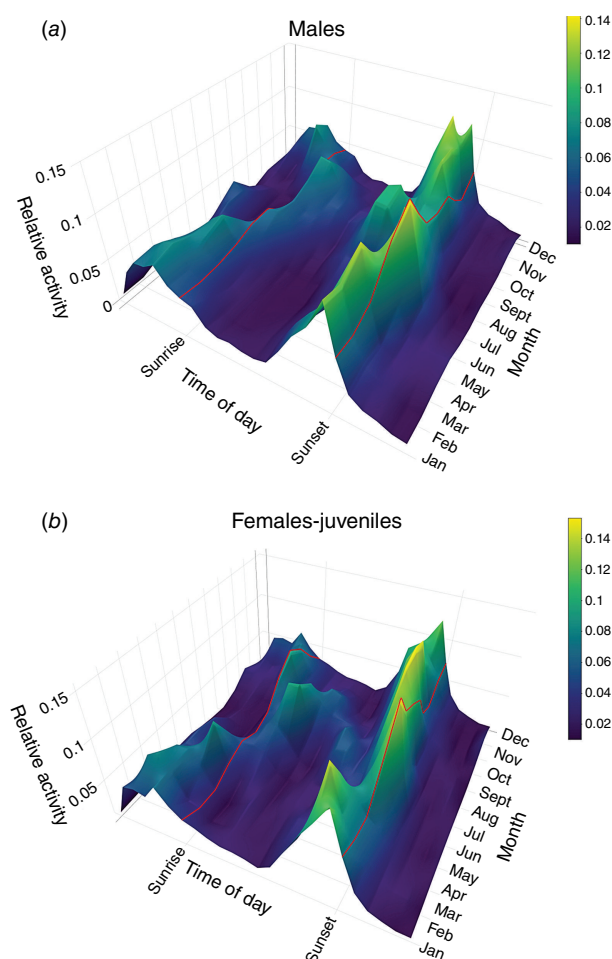 (a)
Males
0.14
0.12
0.10
0.08
0.06
0.04
0.02
0.15
0.1
0.05
0
Relative activity
Sunrise
Time of day
Sunset
Dec
Nov
Oct
Sept
Aug
Jul
Jun
May
Apr
Mar
Feb
Jan
Month
(b)
Females-juveniles
0.14
0.12
0.10
0.08
0.06
0.04
0.02
0.15
0.1
0.05
Relative activity
Sunrise
Time of day
Sunset
Dec
Nov
Oct
Sept
Aug
Jul
Jun
May
Apr
Mar
Feb
Jan
Month